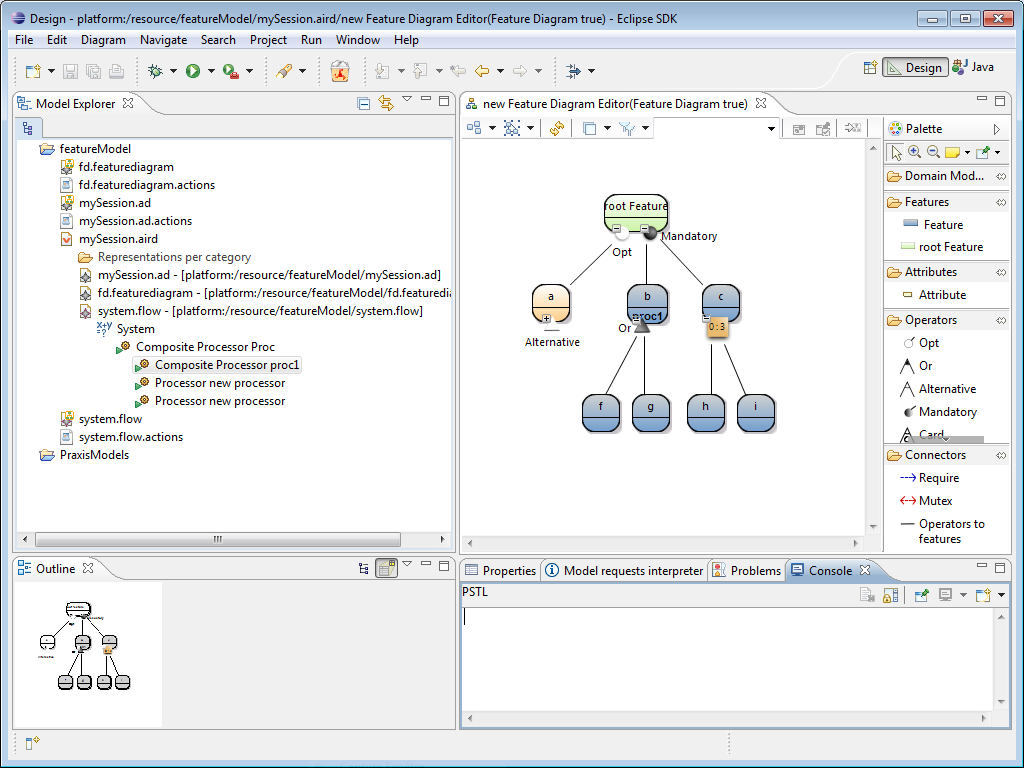 Design - platform:/resource/featureModel/mySession.aird/new Feature Diagram Editor(Feature Diagram true) - Eclipse SDK
File Edit Diagram Navigate Search Project Run Window Help
Design Java
Model Explorer
featureModel
fd.featurediagram
fd.featurediagram.actions
mySession.ad
mySession.ad.actions
mySession.aird
Representations per category
mySession.ad - [platform:/resource/featureModel/mySession.ad]
fd.featurediagram - [platform:/resource/featureModel/fd.featuredi
system.flow - [platform:/resource/featureModel/system.flow]
System
Composite Processor Proc
Composite Processor proc1
Processor new processor
Processor new processor
system.flow
system.flow.actions
PraxisModels
new Feature Diagram Editor(Feature Diagram true)
root Feature
Mandatory
Opt
a
b
c
proc1
Or
0:3
Alternative
f
g
h
i
Palette
Domain Mod...
Features
Feature
root Feature
Attributes
Attribute
Operators
Opt
Or
Alternative
Mandatory
Card
Connectors
Require
Mutex
Operators to
features
Outline
Properties Model requests interpreter Problems Console
PSTL